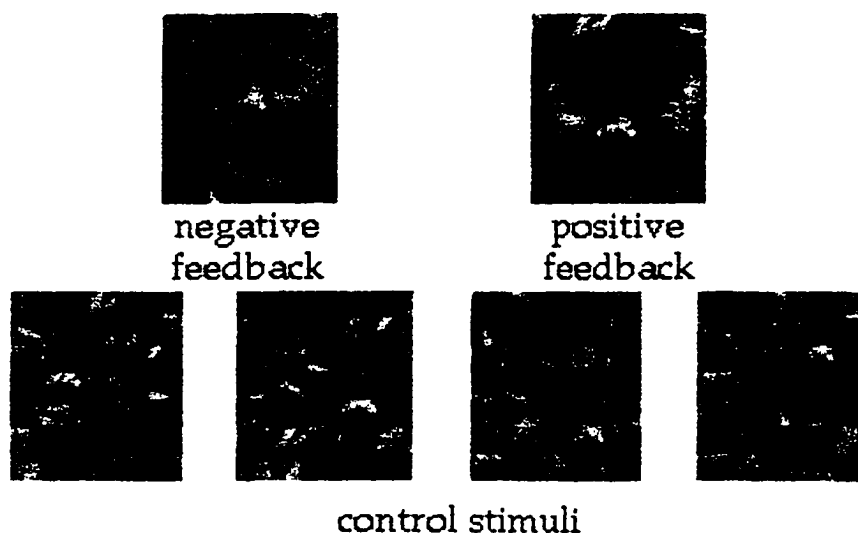 negative
feedback
positive
feedback
control stimuli